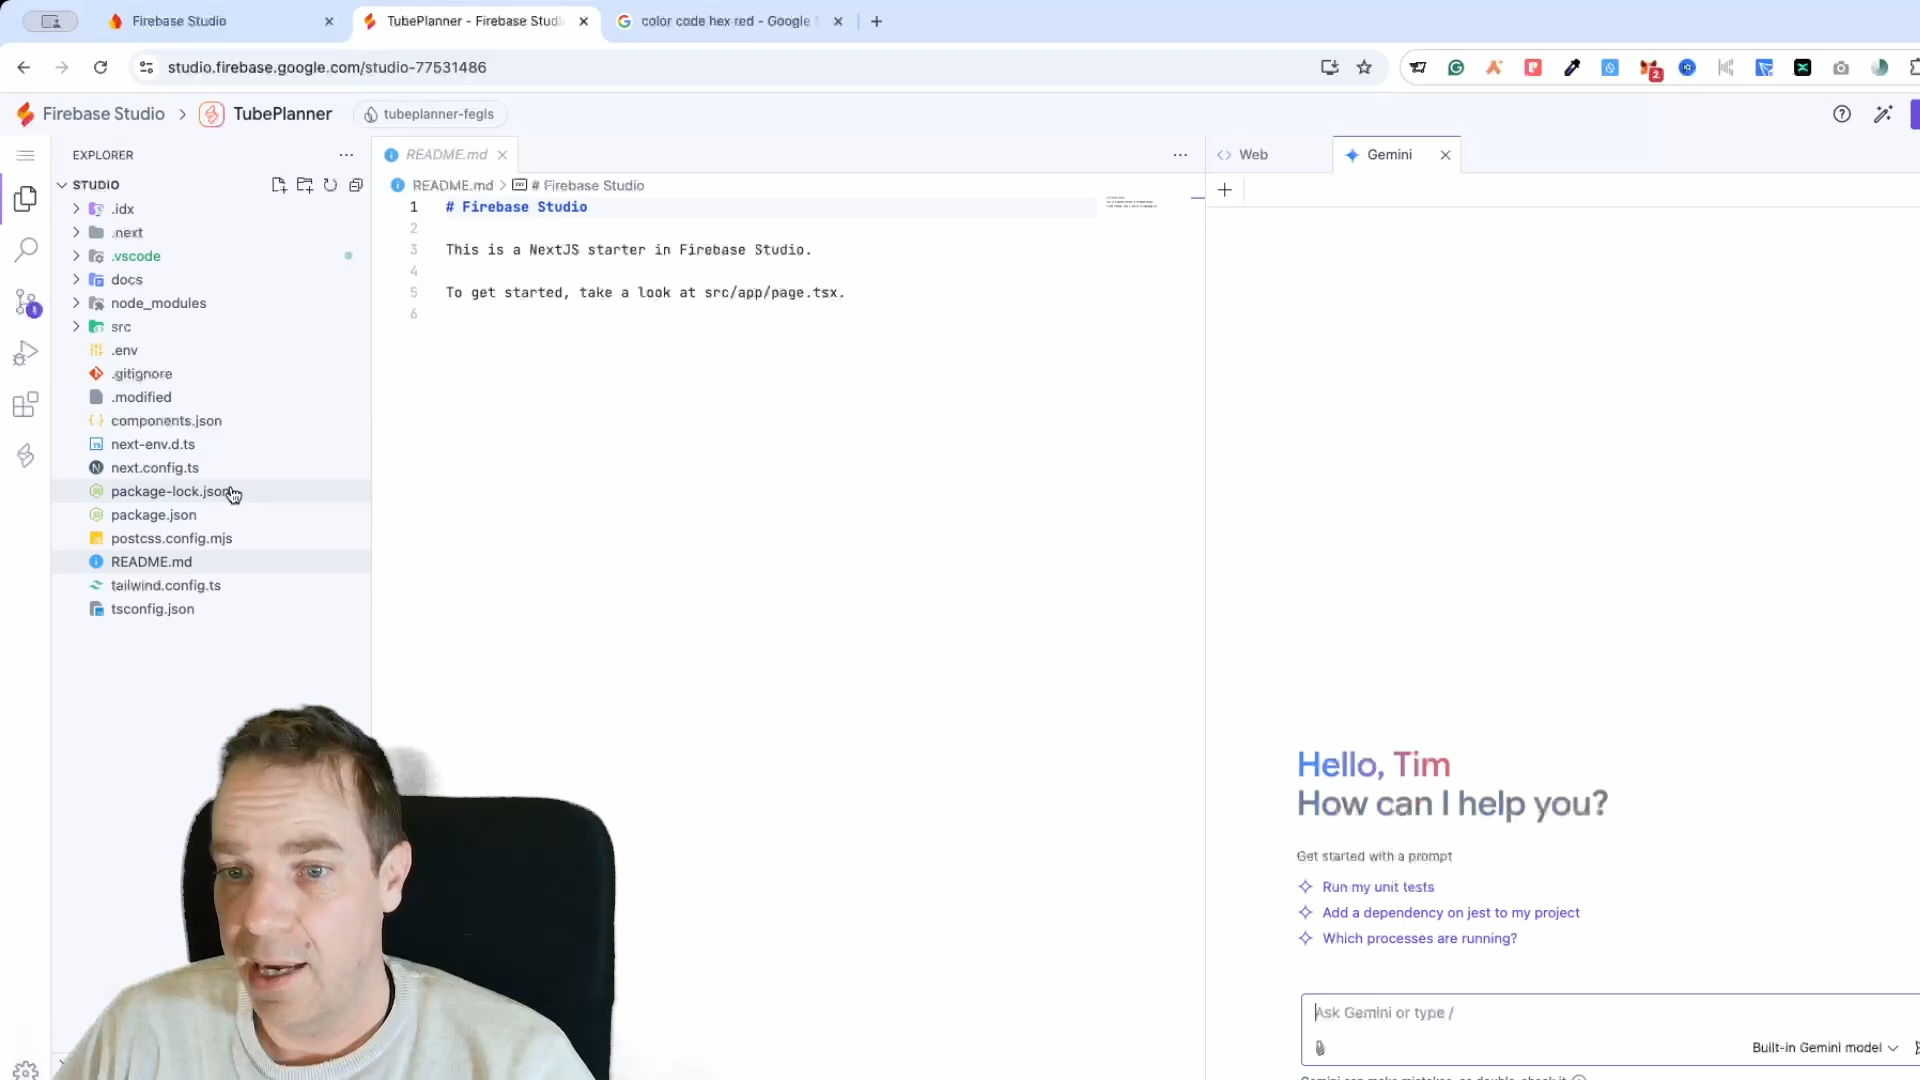 Firebase Studio
TubePlanner - Firebase Studi
color code hex red - Google
studio.firebase.google.com/studio-77531486
2
Firebase Studio > TubePlanner tubeplanner-fegls
EXPLORER
README.md
Web
Gemini
STUDIO
README.md > # Firebase Studio
.idx
.next
.vscode
docs
node_modules
src
.env
.gitignore
.modified
components.json
next-env.d.ts
next.config.ts
package-lock.json
package.json
postcss.config.mjs
README.md
tailwind.config.ts
tsconfig.json
1 # Firebase Studio
2
3 This is a NextJS starter in Firebase Studio.
4
5 To get started, take a look at src/app/page.tsx.
6
Hello, Tim
How can I help you?
Get started with a prompt
Run my unit tests
Add a dependency on jest to my project
Which processes are running?
Ask Gemini or type /
Built-in Gemini model